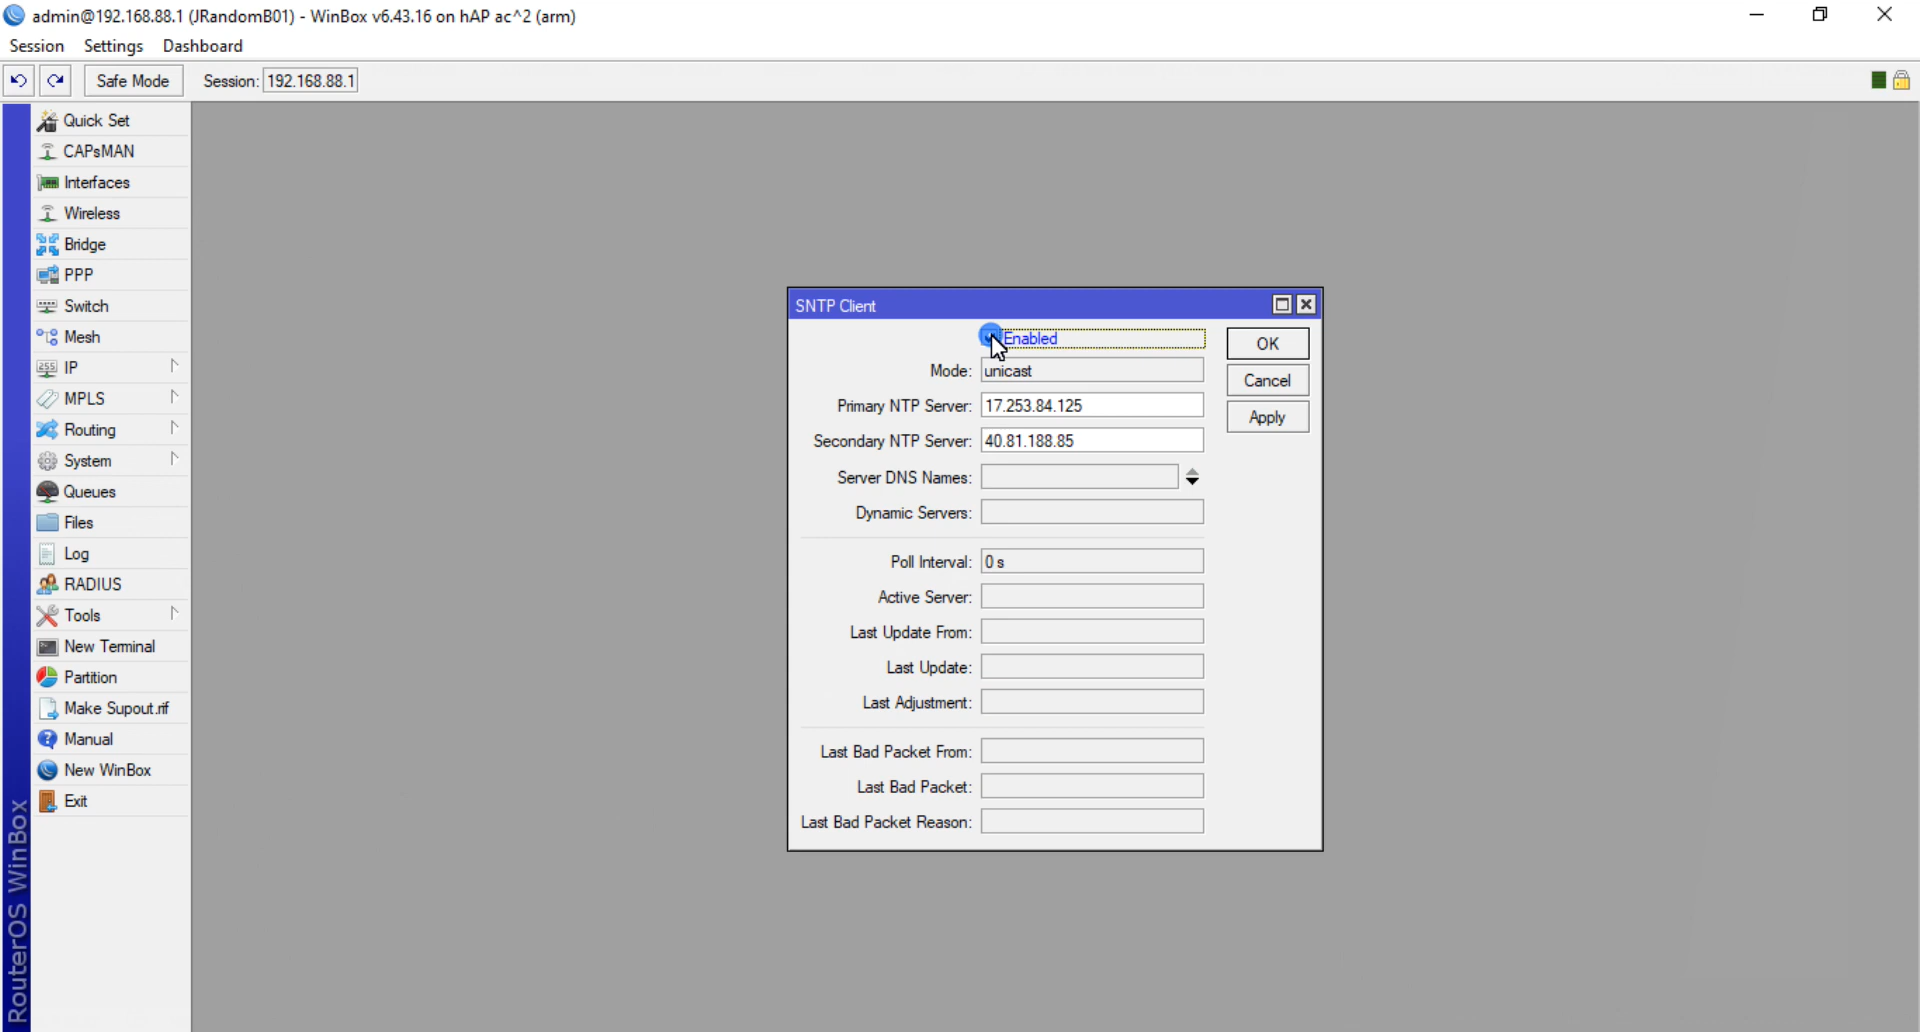 admin@192.168.88.1 (JRandomB01) - WinBox v6.43.16 on hAP ac^2 (arm)
Session Settings Dashboard
Safe Mode Session: 192.168.88.1
Quick Set
CAPsMAN
Interfaces
Wireless
Bridge
PPP
Switch
Mesh
255 IP
MPLS
Routing
System
Queues
Files
Log
RADIUS
Tools
New Terminal
Partition
Make Supout.rif
Manual
New WinBox
Exit
RouterOS WinBox
SNTP Client
Enabled
OK
Mode: unicast
Cancel
Primary NTP Server: 17.253.84.125
Apply
Secondary NTP Server: 40.81.188.85
Server DNS Names:
Dynamic Servers:
Poll Interval: 0 s
Active Server:
Last Update From:
Last Update:
Last Adjustment:
Last Bad Packet From:
Last Bad Packet:
Last Bad Packet Reason: